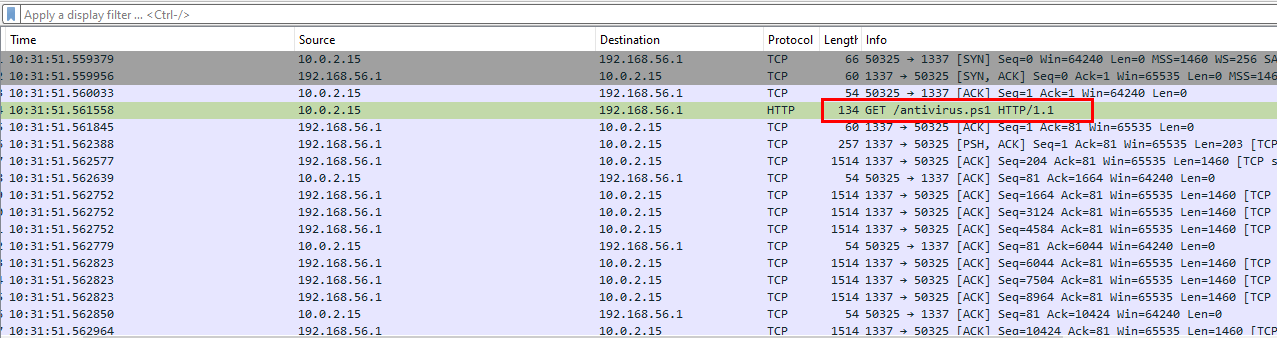 Apply a display filter ... <Ctrl-/>
Time Source Destination Protocol Length Info
10:31:51.559379 10.0.2.15 192.168.56.1 TCP 66 50325 → 1337 [SYN] Seq=0 Win=64240 Len=0 MSS=1460 WS=256 SA
10:31:51.559956 192.168.56.1 10.0.2.15 TCP 60 1337 → 50325 [SYN, ACK] Seq=0 Ack=1 Win=65535 Len=0 MSS=146
10:31:51.560033 10.0.2.15 192.168.56.1 TCP 54 50325 → 1337 [ACK] Seq=1 Ack=1 Win=64240 Len=0
10:31:51.561558 10.0.2.15 192.168.56.1 HTTP 134 GET /antivirus.ps1 HTTP/1.1
10:31:51.561845 192.168.56.1 10.0.2.15 TCP 60 1337 → 50325 [ACK] Seq=1 Ack=81 Win=65535 Len=0
10:31:51.562388 192.168.56.1 10.0.2.15 TCP 257 1337 → 50325 [PSH, ACK] Seq=1 Ack=81 Win=65535 Len=203 [TCP
10:31:51.562577 192.168.56.1 10.0.2.15 TCP 1514 1337 → 50325 [ACK] Seq=204 Ack=81 Win=65535 Len=1460 [TCP s
10:31:51.562639 10.0.2.15 192.168.56.1 TCP 54 50325 → 1337 [ACK] Seq=81 Ack=1664 Win=64240 Len=0
10:31:51.562752 192.168.56.1 10.0.2.15 TCP 1514 1337 → 50325 [ACK] Seq=1664 Ack=81 Win=65535 Len=1460 [TCP
10:31:51.562752 192.168.56.1 10.0.2.15 TCP 1514 1337 → 50325 [ACK] Seq=3124 Ack=81 Win=65535 Len=1460 [TCP
10:31:51.562752 192.168.56.1 10.0.2.15 TCP 1514 1337 → 50325 [ACK] Seq=4584 Ack=81 Win=65535 Len=1460 [TCP
10:31:51.562779 10.0.2.15 192.168.56.1 TCP 54 50325 → 1337 [ACK] Seq=81 Ack=6044 Win=64240 Len=0
10:31:51.562823 192.168.56.1 10.0.2.15 TCP 1514 1337 → 50325 [ACK] Seq=6044 Ack=81 Win=65535 Len=1460 [TCP
10:31:51.562823 192.168.56.1 10.0.2.15 TCP 1514 1337 → 50325 [ACK] Seq=7504 Ack=81 Win=65535 Len=1460 [TCP
10:31:51.562823 192.168.56.1 10.0.2.15 TCP 1514 1337 → 50325 [ACK] Seq=8964 Ack=81 Win=65535 Len=1460 [TCP
10:31:51.562850 10.0.2.15 192.168.56.1 TCP 54 50325 → 1337 [ACK] Seq=81 Ack=10424 Win=64240 Len=0
10:31:51.562964 192.168.56.1 10.0.2.15 TCP 1514 1337 → 50325 [ACK] Seq=10424 Ack=81 Win=65535 Len=1460 [TCP